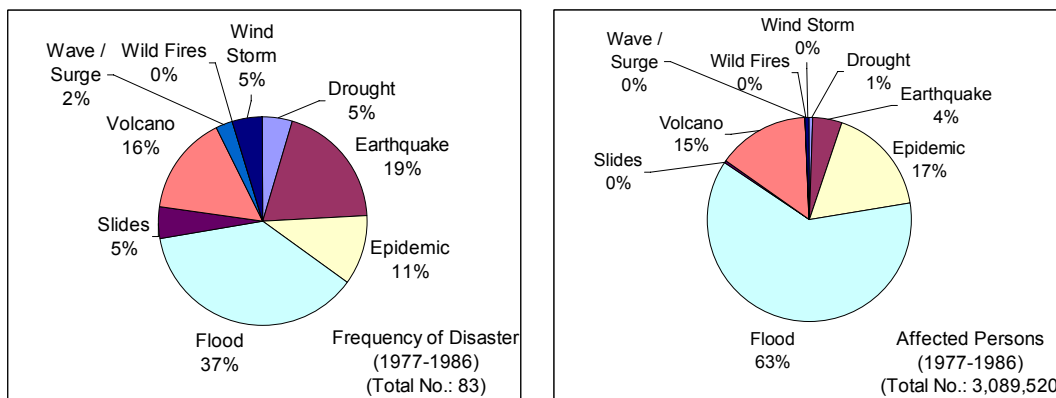 Wave /
Surge
2%
Wild Fires
0%
Wind
Storm
5%
Drought
5%
Earthquake
19%
Epidemic
11%
Flood
37%
Slides
5%
Volcano
16%
Frequency of Disaster
(1977-1986)
(Total No.: 83)
Wave /
Surge
0%
Wild Fires
0%
Wind Storm
0%
Drought
1%
Earthquake
4%
Epidemic
17%
Flood
63%
Slides
0%
Volcano
15%
Affected Persons
(1977-1986)
(Total No.: 3,089,520